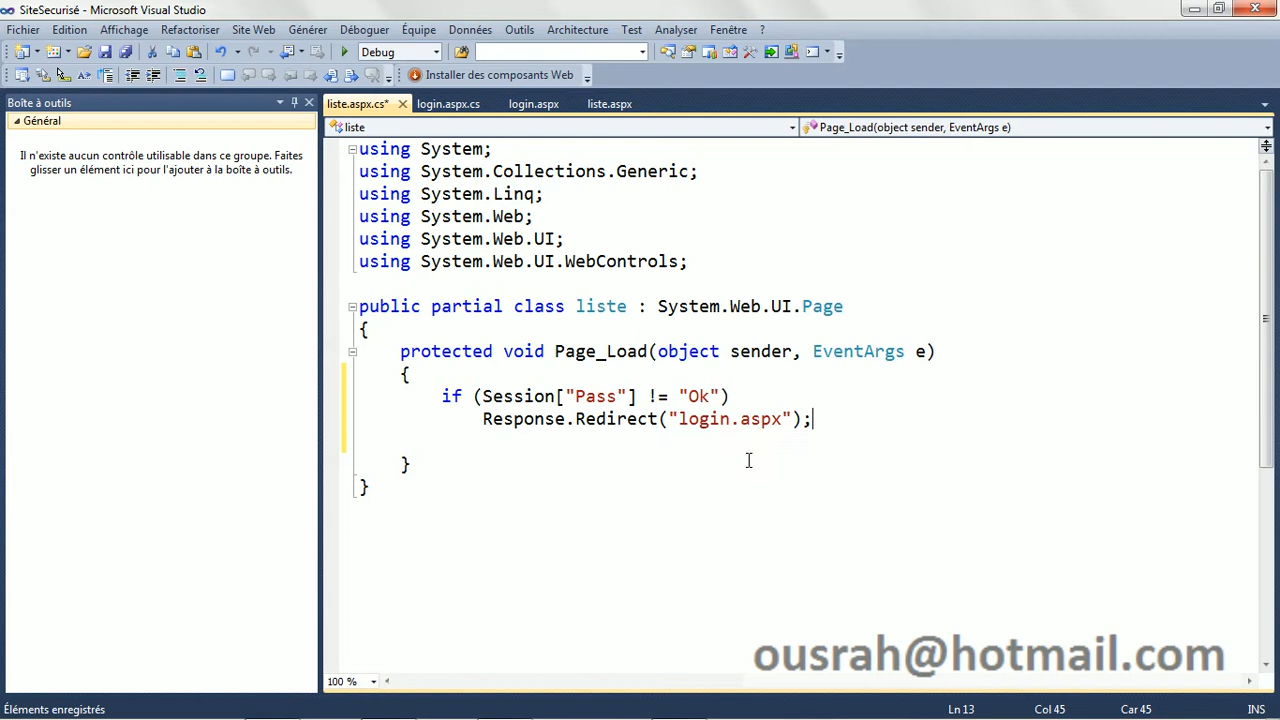 SiteSecurisé - Microsoft Visual Studio
Fichier Edition Affichage Refactoriser Site Web Générer Déboguer Équipe Données Outils Architecture Test Analyser Fenêtre ?
Debug
Installer des composants Web
Boîte à outils
Général
Il n'existe aucun contrôle utilisable dans ce groupe. Faites
glisser un élément ici pour l'ajouter à la boîte à outils.
liste.aspx.cs* login.aspx.cs login.aspx liste.aspx
liste Page_Load(object sender, EventArgs e)
using System;
using System.Collections.Generic;
using System.Linq;
using System.Web;
using System.Web.UI;
using System.Web.UI.WebControls;
public partial class liste : System.Web.UI.Page
{
protected void Page_Load(object sender, EventArgs e)
{
if (Session["Pass"] != "Ok")
Response.Redirect("login.aspx");
}
}
ousrah@hotmail.com
100 %
Éléments enregistrés Ln 13 Col 45 Car 45 INS